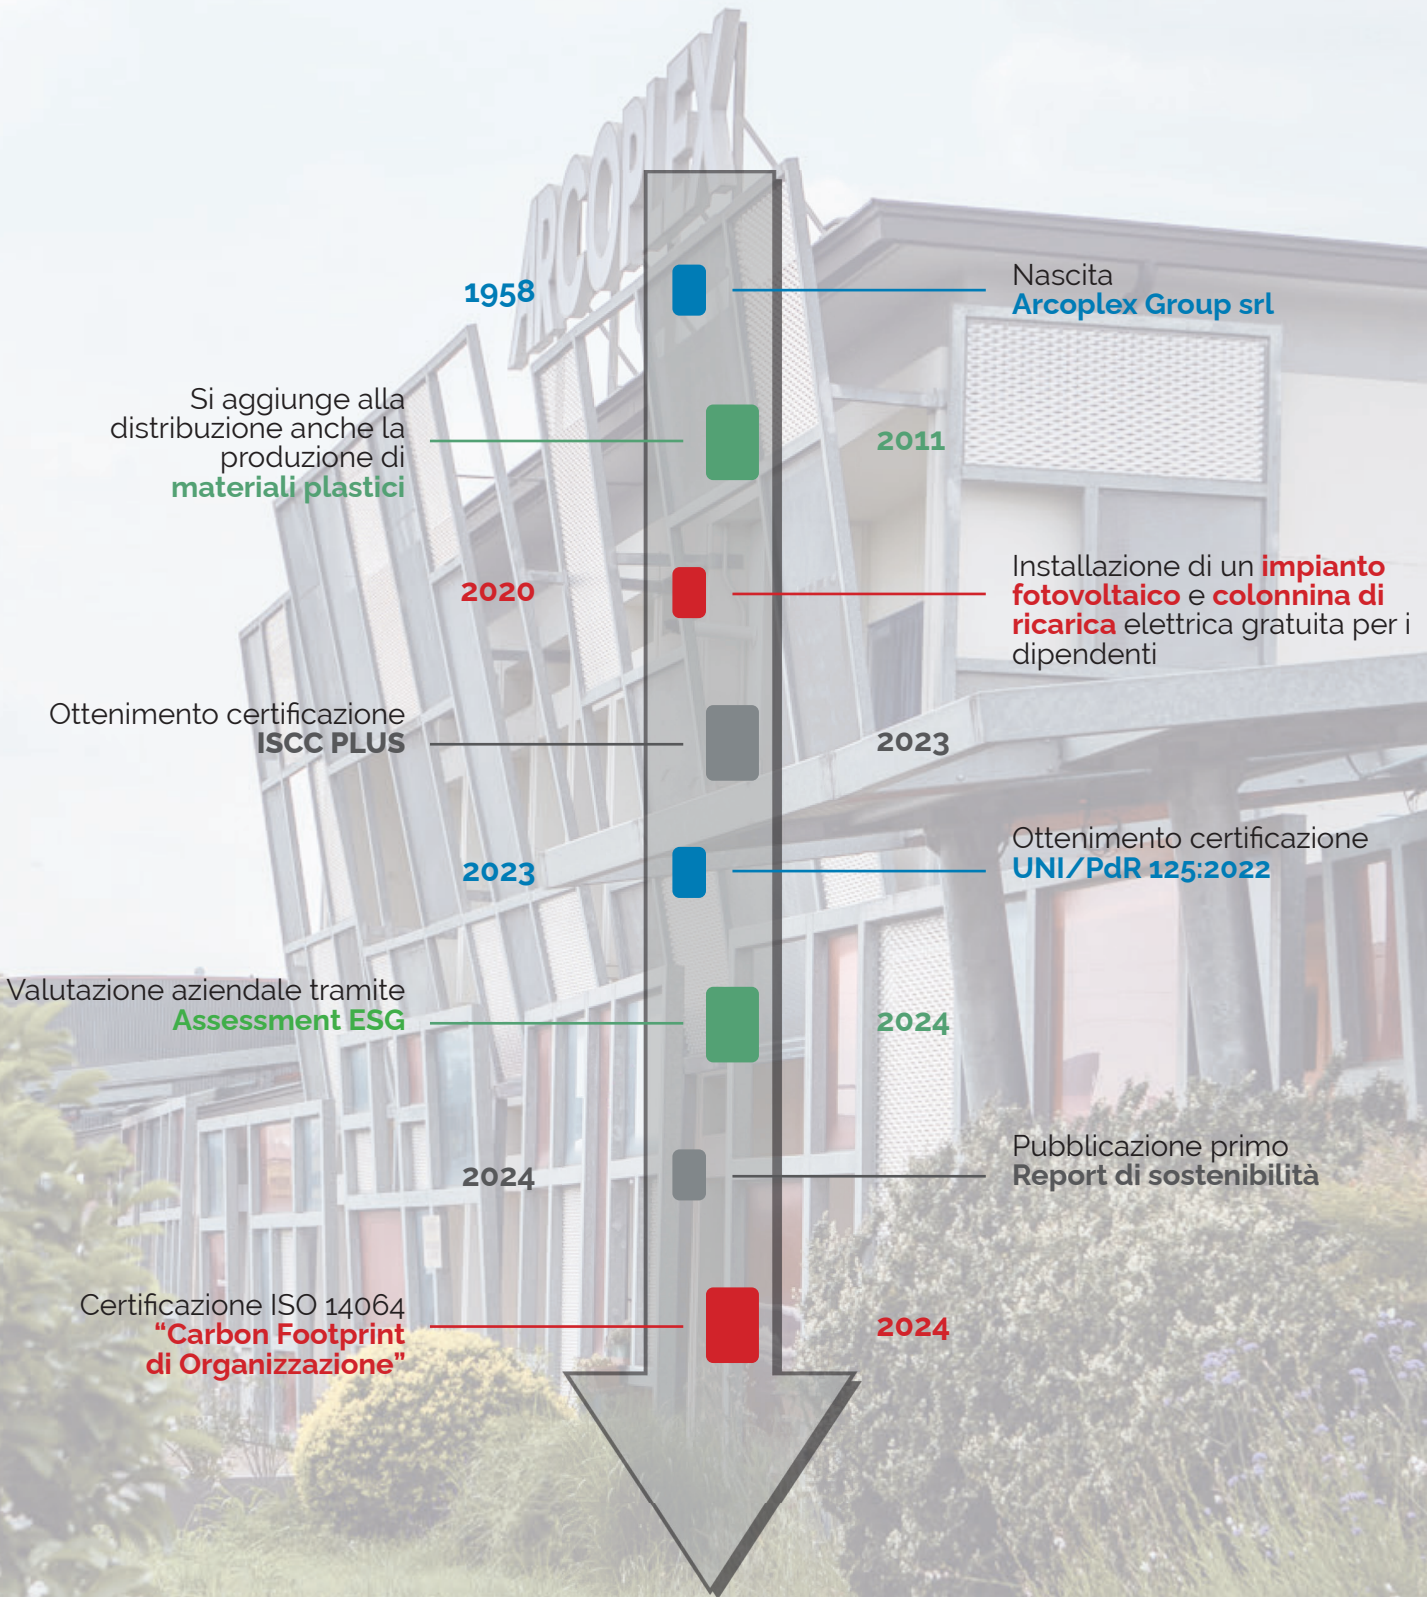 ARCOPLEX
1958
Nascita
Arcoplex Group srl
Si aggiunge alla
distribuzione anche la
produzione di
materiali plastici
2011
2020
Installazione di un impianto
fotovoltaico e colonnina di
ricarica elettrica gratuita per i
dipendenti
Ottenimento certificazione
ISCC PLUS
2023
2023
Ottenimento certificazione
UNI/PdR 125:2022
Valutazione aziendale tramite
Assessment ESG
2024
2024
Pubblicazione primo
Report di sostenibilità
Certificazione ISO 14064
“Carbon Footprint
di Organizzazione”
2024